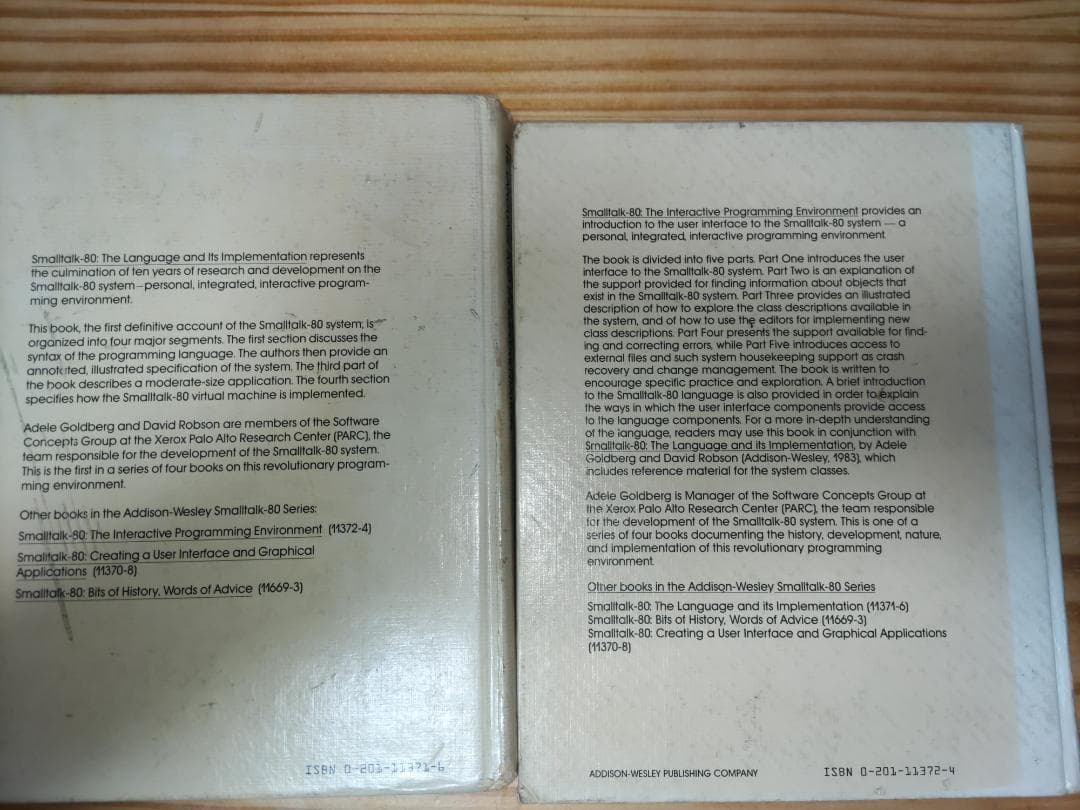 Smalltalk-80: The Language and Its Implementation represents
the culmination of ten years of research and development on the
Smalltalk-80 system—personal, integrated, interactive program-
ming environment.
This book, the first definitive account of the Smalltalk-80 system, is
organized into four major segments. The first section discusses the
syntax of the programming language. The authors then provide an
annotated, illustrated specification of the system. The third part of
the book describes a moderate-size application. The fourth section
specifies how the Smalltalk-80 virtual machine is implemented.
Adele Goldberg and David Robson are members of the Software
Concepts Group at the Xerox Palo Alto Research Center (PARC), the
team responsible for the development of the Smalltalk-80 system.
This is the first in a series of four books on this revolutionary program-
ming environment.
Other books in the Addison-Wesley Smalltalk-80 Series:
Smalltalk-80: The Interactive Programming Environment (11372-4)
Smalltalk-80: Creating a User Interface and Graphical
Applications (11370-8)
Smalltalk-80: Bits of History, Words of Advice (11669-3)
ISBN 0-201-11371-6
Smalltalk-80: The Interactive Programming Environment provides an
introduction to the user interface to the Smalltalk-80 system — a
personal, integrated, interactive programming environment.
The book is divided into five parts. Part One introduces the user
interface to the Smalltalk-80 system. Part Two is an explanation of
the support provided for finding information about objects that
exist in the Smalltalk-80 system. Part Three provides an illustrated
description of how to explore the class descriptions available in
the system, and of how to use the editors for implementing new
class descriptions. Part Four presents the support available for find-
ing and correcting errors, while Part Five introduces access to
external files and such system housekeeping support as crash
recovery and change management. The book is written to
encourage specific practice and exploration. A brief introduction
to the Smalltalk-80 language is also provided in order to explain
the ways in which the user interface components provide access
to the language components. For a more in-depth understanding
of the language, readers may use this book in conjunction with
Smalltalk-80: The Language and its Implementation, by Adele
Goldberg and David Robson (Addison-Wesley, 1983), which
includes reference material for the system classes.
Adele Goldberg is Manager of the Software Concepts Group at
the Xerox Palo Alto Research Center (PARC), the team responsible
for the development of the Smalltalk-80 system. This is one of a
series of four books documenting the history, development, nature,
and implementation of this revolutionary programming
environment.
Other books in the Addison-Wesley Smalltalk-80 Series
Smalltalk-80: The Language and its Implementation (11371-6)
Smalltalk-80: Bits of History, Words of Advice (11669-3)
Smalltalk-80: Creating a User Interface and Graphical Applications
(11370-8)
ADDISON-WESLEY PUBLISHING COMPANY
ISBN 0-201-11372-4